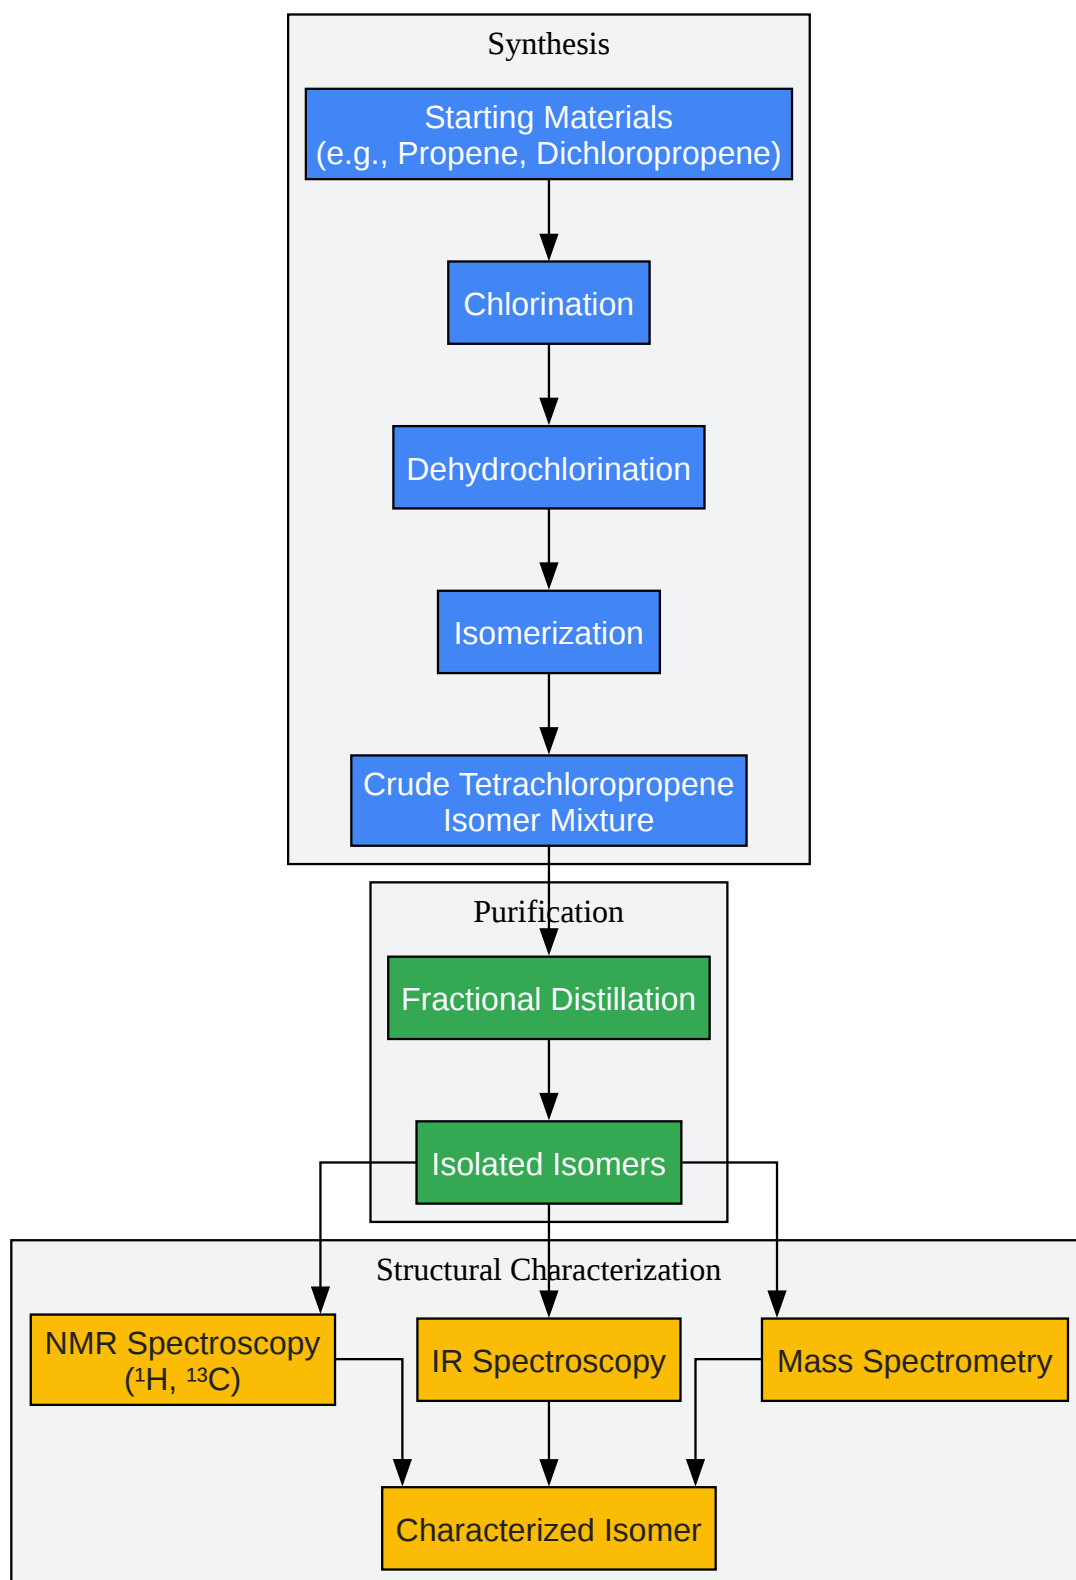 Synthesis
Starting Materials
(e.g., Propene, Dichloropropene)
Chlorination
Dehydrochlorination
Isomerization
Crude Tetrachloropropene
Isomer Mixture
Purification
Fractional Distillation
Isolated Isomers
Structural Characterization
NMR Spectroscopy
(¹H, ¹³C)
IR Spectroscopy
Mass Spectrometry
Characterized Isomer